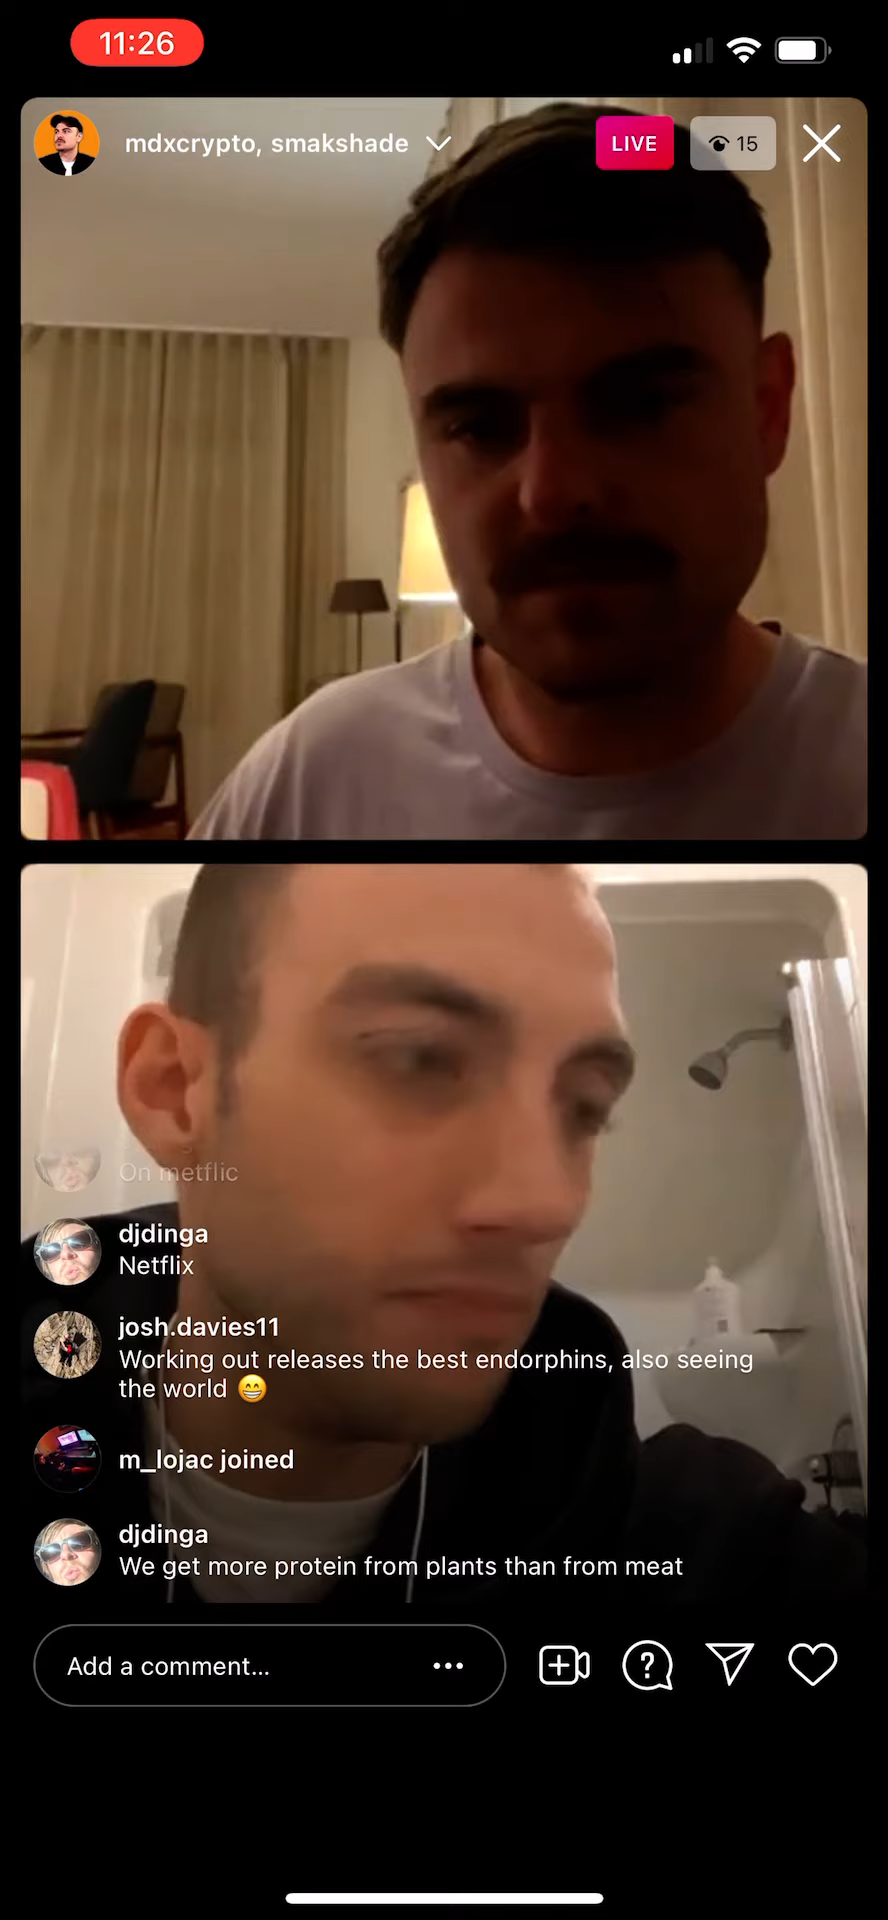 11:26
mdxcrypto, smakshade
LIVE
15
On metflic
djdinga
Netflix
josh.davies11
Working out releases the best endorphins, also seeing
the world 😁
m_lojac joined
djdinga
We get more protein from plants than from meat
Add a comment...